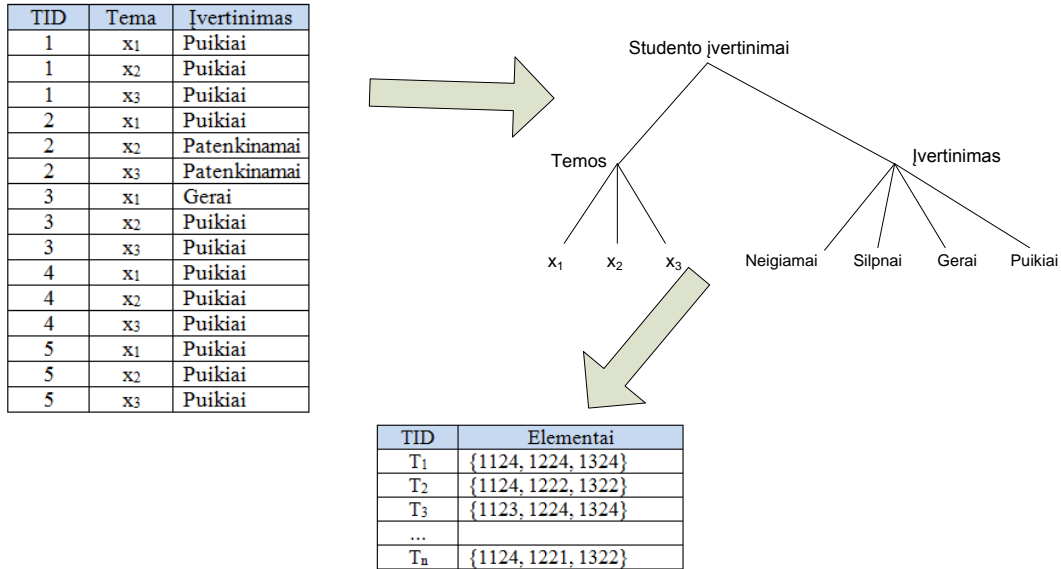 TID Tema Įvertinimas
1 x1 Puikiai
1 x2 Puikiai
1 x3 Puikiai
2 x1 Puikiai
2 x2 Patenkinamai
2 x3 Patenkinamai
3 x1 Gerai
3 x2 Puikiai
3 x3 Puikiai
4 x1 Puikiai
4 x2 Puikiai
4 x3 Puikiai
5 x1 Puikiai
5 x2 Puikiai
5 x3 Puikiai
Studento įvertinimai
Temos Įvertinimas
x1 x2 x3 Neigiamai Silpnai Gerai Puikiai
TID Elementai
T1 {1124, 1224, 1324}
T2 {1124, 1222, 1322}
T3 {1123, 1224, 1324}
...
Tn {1124, 1221, 1322}